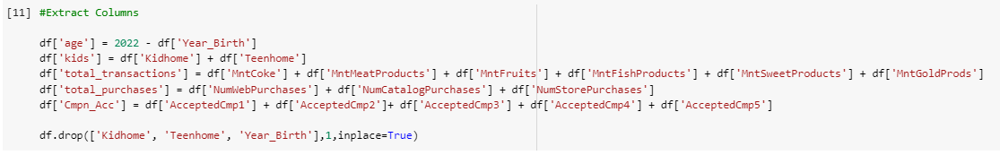 [11] #Extract Columns
df['age'] = 2022 - df['Year_Birth']
df['kids'] = df['Kidhome'] + df['Teenhome']
df['total_transactions'] = df['MntCoke'] + df['MntMeatProducts'] + df['MntFruits'] + df['MntFishProducts'] + df['MntSweetProducts'] + df['MntGoldProds']
df['total_purchases'] = df['NumWebPurchases'] + df['NumCatalogPurchases'] + df['NumStorePurchases']
df['Cmpn_Acc'] = df['AcceptedCmp1'] + df['AcceptedCmp2']+ df['AcceptedCmp3'] + df['AcceptedCmp4'] + df['AcceptedCmp5']
df.drop(['Kidhome', 'Teenhome', 'Year_Birth'],1,inplace=True)